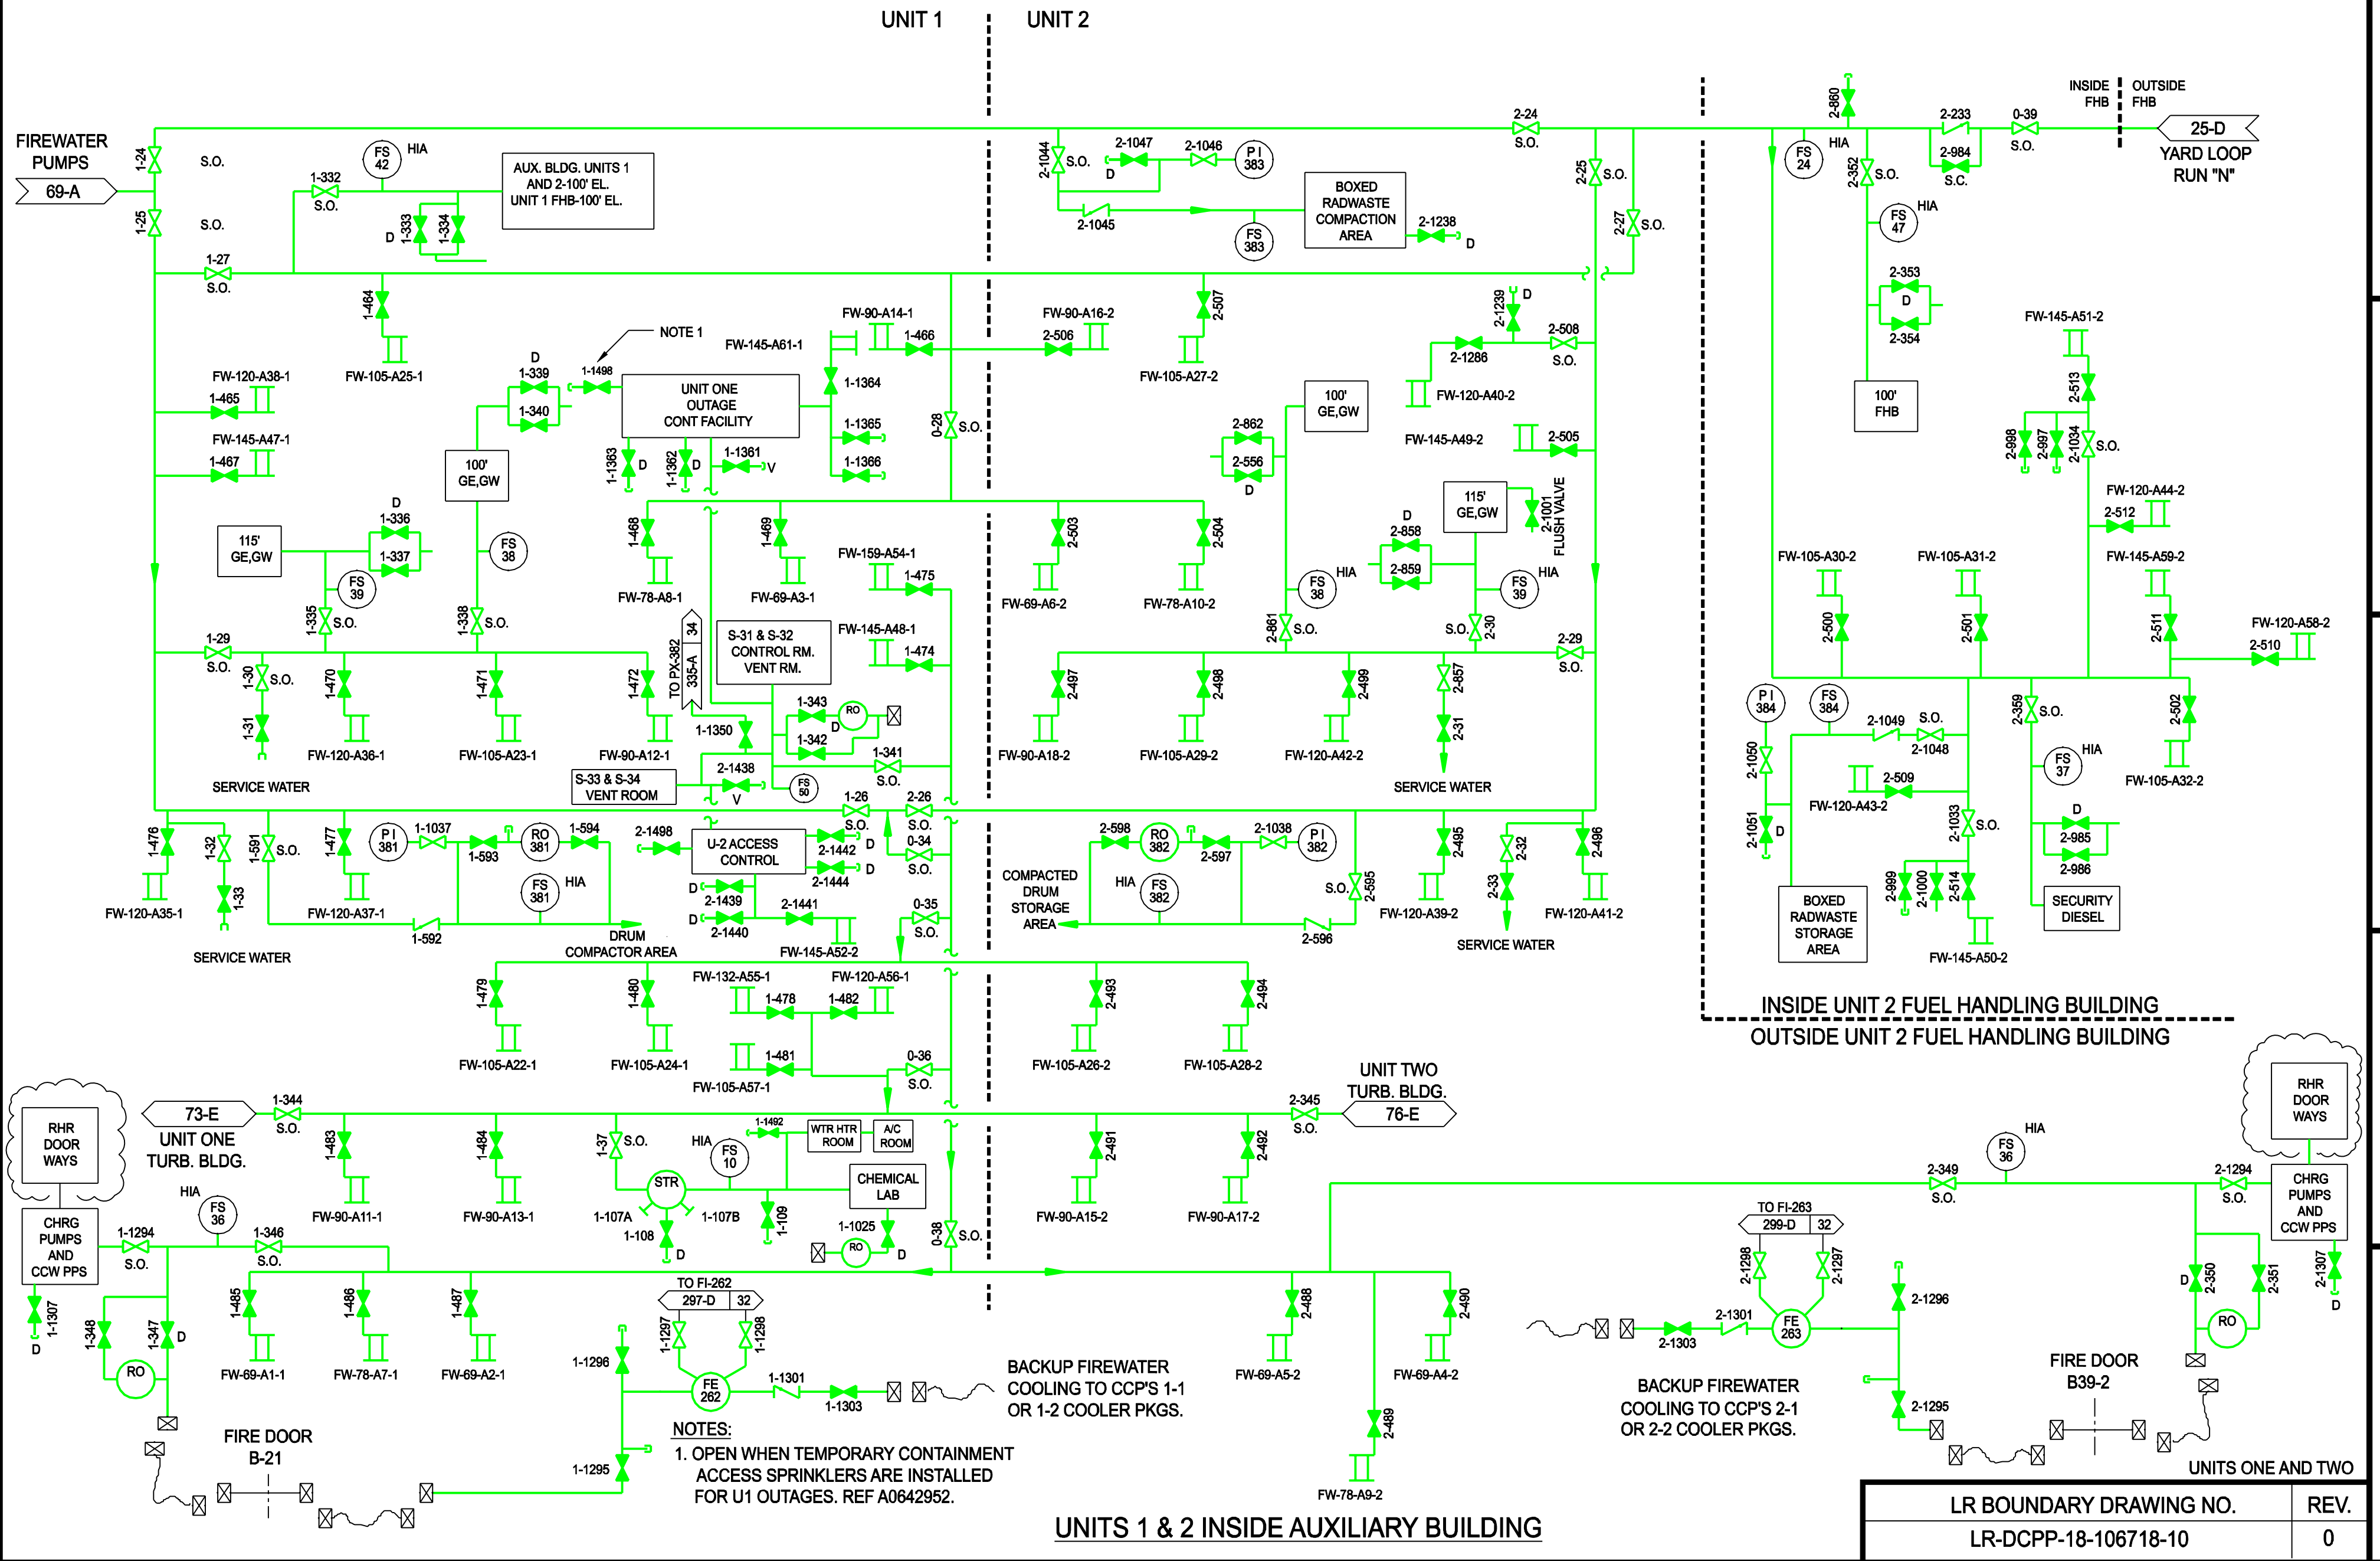 UNIT 1
UNIT 2
FIREWATER
PUMPS
69-A
1-24
S.O.
1-25
S.O.
1-332
S.O.
FS
42
HIA
1-333
1-334
D
AUX. BLDG. UNITS 1
AND 2-100' EL.
UNIT 1 FHB-100' EL.
1-27
S.O.
2-1044
S.O.
2-1047
D
2-1046
PI
383
2-1045
FS
383
BOXED
RADWASTE
COMPACTION
AREA
2-1238
D
2-24
S.O.
2-25
S.O.
2-27
S.O.
2-860
HIA
FS
24
2-352
S.O.
2-233
2-984
S.C.
0-39
S.O.
INSIDE
FHB
OUTSIDE
FHB
25-D
YARD LOOP
RUN "N"
FS
47
HIA
2-353
D
2-354
100'
FHB
1-464
FW-105-A25-1
FW-120-A38-1
1-465
FW-145-A47-1
1-467
D
1-339
1-340
1-1498
NOTE 1
UNIT ONE
OUTAGE
CONT FACILITY
FW-145-A61-1
1-1364
1-1365
1-1366
1-1363
D
1-1362
D
1-1361
V
FW-90-A14-1
1-466
FW-90-A16-2
2-506
0-28
S.O.
2-507
FW-105-A27-2
2-1239
D
2-508
S.O.
2-1286
FW-120-A40-2
FW-145-A49-2
2-505
100'
GE,GW
2-862
2-556
D
FW-145-A51-2
2-513
2-998
2-997
2-1034
S.O.
FW-120-A44-2
2-512
100'
GE,GW
FS
38
1-338
S.O.
115'
GE,GW
D
1-336
1-337
FS
39
1-335
S.O.
1-468
FW-78-A8-1
1-469
FW-69-A3-1
FW-159-A54-1
1-475
FW-145-A48-1
1-474
2-503
FW-69-A6-2
2-504
FW-78-A10-2
FS
38
HIA
2-861
S.O.
D
2-858
2-859
115'
GE,GW
2-1001
FLUSH VALVE
FS
39
HIA
S.O.
2-30
2-29
S.O.
FW-105-A30-2
2-500
FW-105-A31-2
2-501
FW-145-A59-2
2-511
FW-120-A58-2
2-510
1-29
S.O.
1-30
S.O.
1-31
SERVICE WATER
1-470
FW-120-A36-1
1-471
FW-105-A23-1
1-472
FW-90-A12-1
TO PX-382
34
335-A
1-1350
S-31 & S-32
CONTROL RM.
VENT RM.
1-343
RO
D
1-342
1-341
S.O.
S-33 & S-34
VENT ROOM
2-1438
V
FS
50
2-497
FW-90-A18-2
2-498
FW-105-A29-2
2-499
FW-120-A42-2
2-857
2-31
SERVICE WATER
PI
384
FS
384
2-1050
2-1051
D
2-1049
S.O.
2-1048
FW-120-A43-2
2-509
2-1033
S.O.
2-999
2-1000
2-514
FW-145-A50-2
BOXED
RADWASTE
STORAGE
AREA
2-359
S.O.
FS
37
HIA
D
2-985
2-986
SECURITY
DIESEL
2-502
FW-105-A32-2
1-476
FW-120-A35-1
1-32
1-33
SERVICE WATER
1-591
S.O.
1-477
FW-120-A37-1
PI
381
1-1037
1-593
RO
381
1-594
FS
381
HIA
1-592
DRUM
COMPACTOR AREA
2-1498
U-2 ACCESS
CONTROL
D
2-1442
D
2-1444
D
2-1439
D
2-1440
2-1441
FW-145-A52-2
1-26
S.O.
2-26
S.O.
0-34
S.O.
0-35
S.O.
COMPACTED
DRUM
STORAGE
AREA
2-598
RO
382
2-597
2-1038
PI
382
HIA
FS
382
2-596
S.O.
2-595
2-495
FW-120-A39-2
2-32
2-33
SERVICE WATER
2-496
FW-120-A41-2
1-479
FW-105-A22-1
1-480
FW-105-A24-1
FW-132-A55-1
1-478
FW-120-A56-1
1-482
1-481
FW-105-A57-1
0-36
S.O.
2-493
FW-105-A26-2
2-494
FW-105-A28-2
INSIDE UNIT 2 FUEL HANDLING BUILDING
OUTSIDE UNIT 2 FUEL HANDLING BUILDING
RHR
DOOR
WAYS
73-E
UNIT ONE
TURB. BLDG.
1-344
S.O.
1-483
FW-90-A11-1
1-484
FW-90-A13-1
1-37
S.O.
STR
1-107A
1-107B
1-108
D
HIA
FS
10
1-1492
WTR HTR
ROOM
A/C
ROOM
1-109
CHEMICAL
LAB
1-1025
RO
D
0-38
S.O.
2-491
FW-90-A15-2
2-492
FW-90-A17-2
UNIT TWO
TURB. BLDG.
2-345
S.O.
76-E
CHRG
PUMPS
AND
CCW PPS
1-1294
S.O.
HIA
FS
36
1-346
S.O.
1-1307
D
1-348
1-347
D
RO
1-485
FW-69-A1-1
1-486
FW-78-A7-1
1-487
FW-69-A2-1
TO FI-262
297-D
32
1-1297
1-1298
FE
262
1-1296
1-1301
1-1303
1-1295
FIRE DOOR
B-21
BACKUP FIREWATER
COOLING TO CCP'S 1-1
OR 1-2 COOLER PKGS.
NOTES:
1. OPEN WHEN TEMPORARY CONTAINMENT
ACCESS SPRINKLERS ARE INSTALLED
FOR U1 OUTAGES. REF A0642952.
2-488
FW-69-A5-2
2-489
FW-78-A9-2
2-490
FW-69-A4-2
2-349
S.O.
FS
36
HIA
2-1294
S.O.
RHR
DOOR
WAYS
CHRG
PUMPS
AND
CCW PPS
2-1307
D
D
2-350
2-351
RO
TO FI-263
299-D
32
2-1298
2-1297
FE
263
2-1301
2-1303
2-1296
2-1295
BACKUP FIREWATER
COOLING TO CCP'S 2-1
OR 2-2 COOLER PKGS.
FIRE DOOR
B39-2
UNITS 1 & 2 INSIDE AUXILIARY BUILDING
UNITS ONE AND TWO
LR BOUNDARY DRAWING NO.
REV.
LR-DCPP-18-106718-10
0